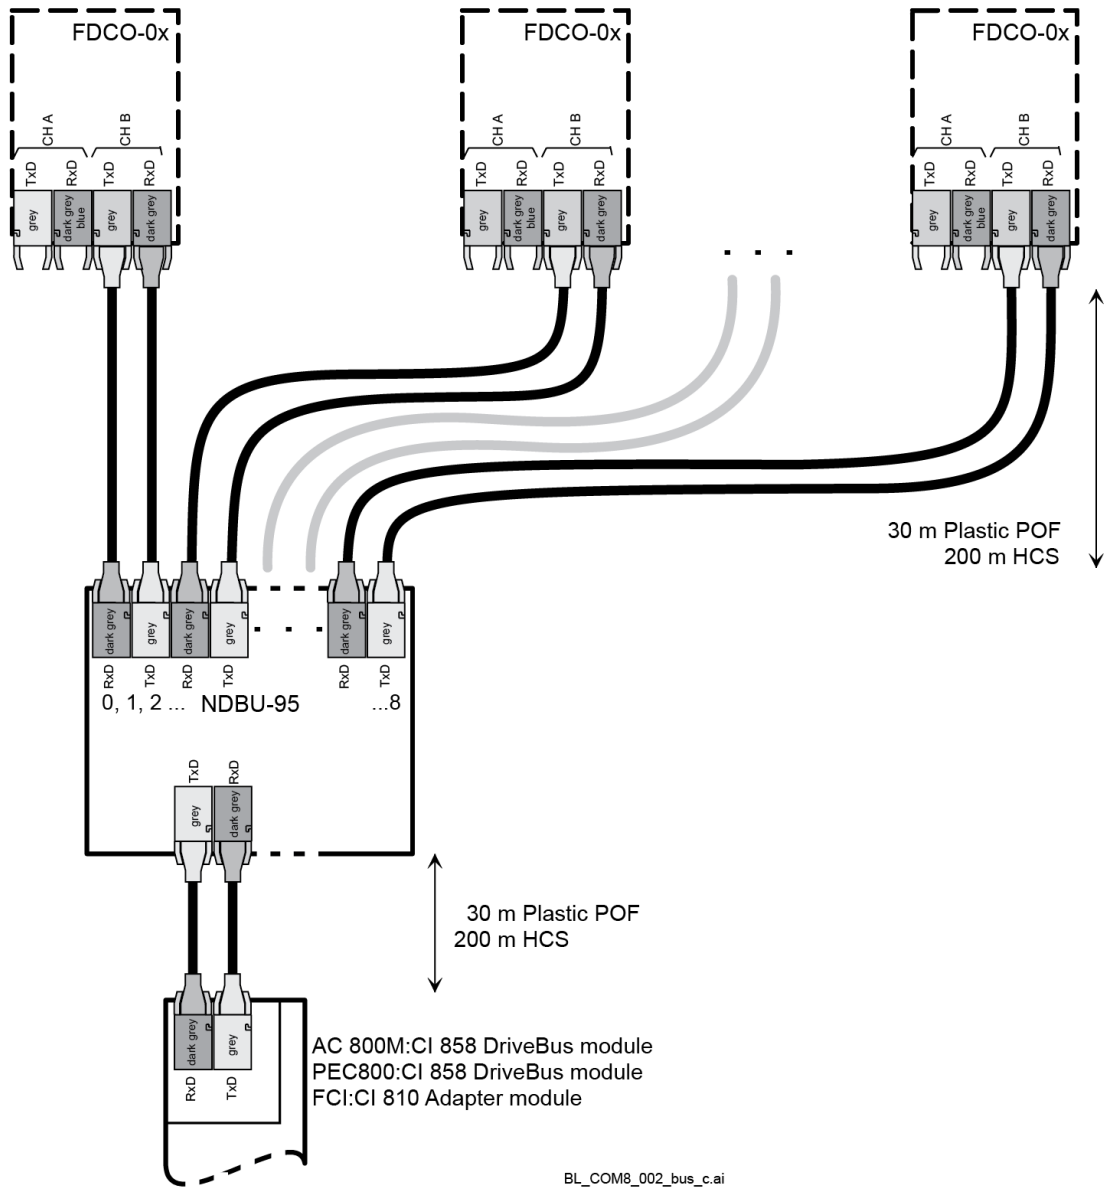 FDCO-0x
CH A
CH B
TxD
RxD
TxD
RxD
grey
dark grey
blue
grey
dark grey
FDCO-0x
CH A
CH B
TxD
RxD
TxD
RxD
grey
dark grey
blue
grey
dark grey
. . .
FDCO-0x
CH A
CH B
TxD
RxD
TxD
RxD
grey
dark grey
blue
grey
dark grey
30 m Plastic POF
200 m HCS
dark grey
grey
dark grey
grey
. . .
dark grey
grey
RxD
TxD
RxD
TxD
RxD
TxD
0, 1, 2 ... NDBU-95 ...8
TxD
RxD
grey
dark grey
30 m Plastic POF
200 m HCS
dark grey
grey
RxD
TxD
AC 800M:CI 858 DriveBus module
PEC800:CI 858 DriveBus module
FCI:CI 810 Adapter module
BL_COM8_002_bus_c.ai